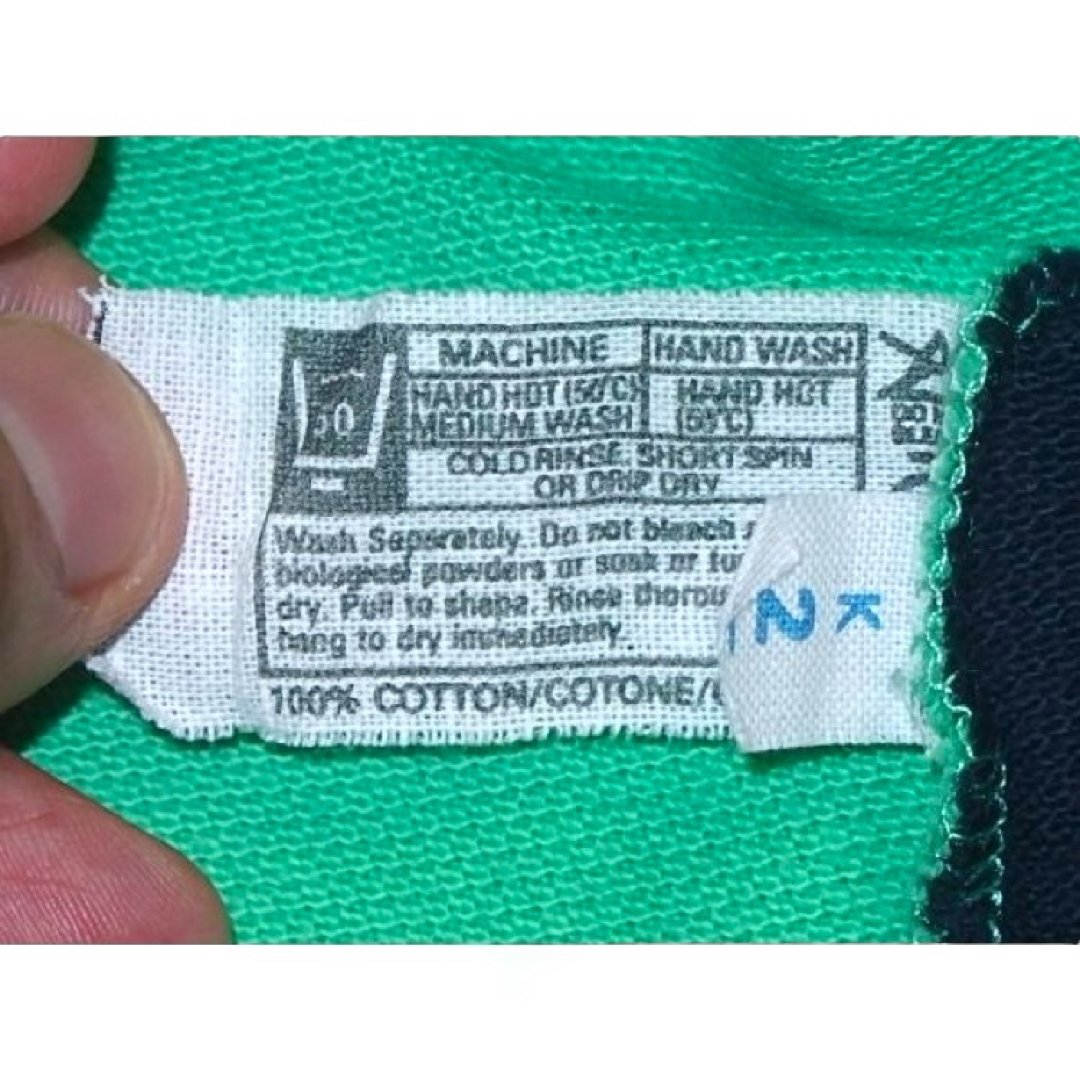 50
MACHINE
HAND WASH
HAND HOT (50°C)
MEDIUM WASH
HAND HOT
(50°C)
COLD RINSE, SHORT SPIN
OR DRIP DRY
Wash Separately. Do not bleach
biological powders or soak or
dry. Pull to shape. Rinse
hang to dry immediately.
100% COTTON/COTONE/
K
2